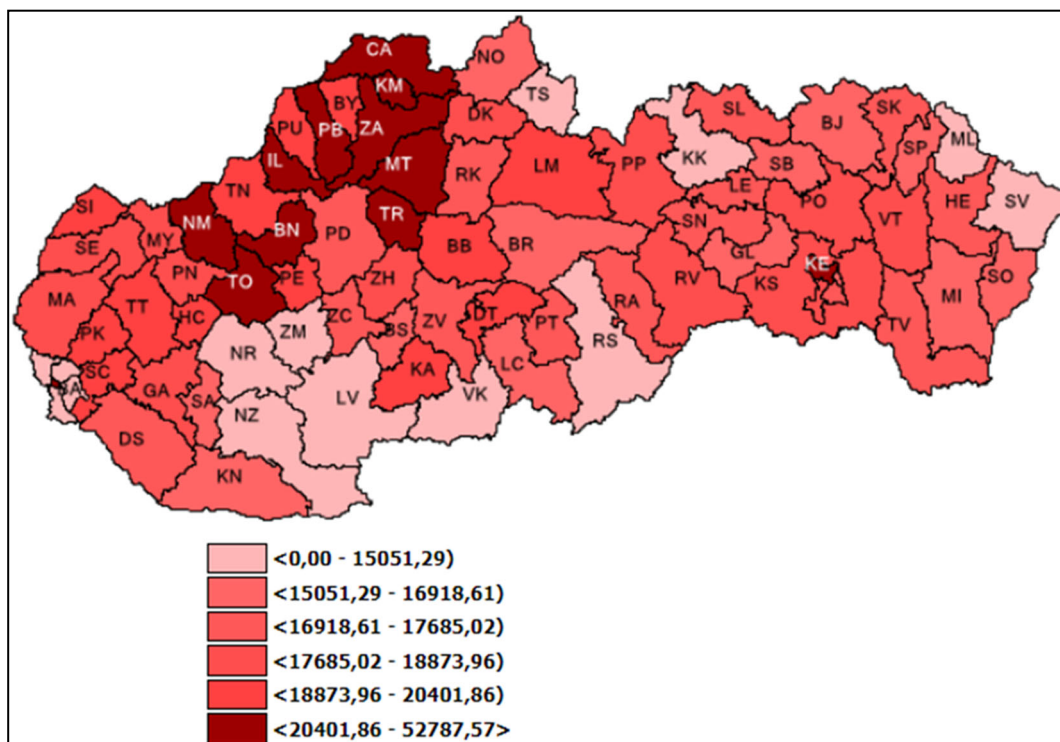 CA
NO
KM
TS
BY
ZA
DK
PU
PB
SL
SK
BJ
SP
ML
IL
MT
KK
LM
PP
SB
RK
LE
HE
SV
TN
SI
NM
TR
SN
PO
VT
MY
BN
PD
BB
BR
SE
GL
KE
PN
TO
PE
ZH
RV
KS
SO
MA
TT
HC
ZC
DT
RA
MI
PK
ZM
BS
ZV
PT
TV
NR
RS
SC
KA
LC
BA
GA
SA
LV
VK
NZ
DS
KN
<0,00 - 15051,29)
<15051,29 - 16918,61)
<16918,61 - 17685,02)
<17685,02 - 18873,96)
<18873,96 - 20401,86)
<20401,86 - 52787,57>